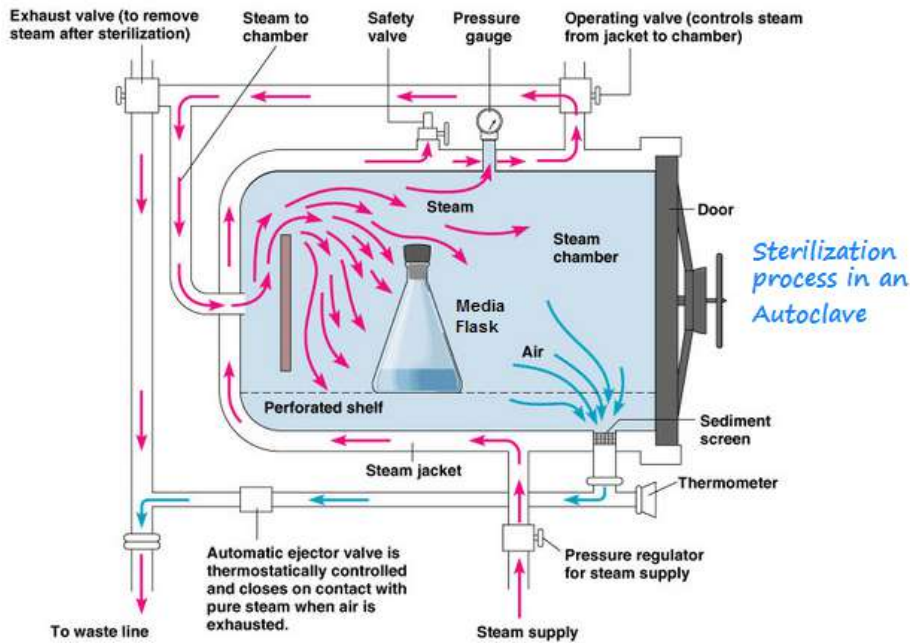 Exhaust valve (to remove
steam after sterilization)
Steam to
chamber
Safety
valve
Pressure
gauge
Operating valve (controls steam
from jacket to chamber)
Steam
Steam
chamber
Door
Sterilization
process in an
Autoclave
Media
Flask
Air
Perforated shelf
Sediment
screen
Steam jacket
Thermometer
Automatic ejector valve is
thermostatically controlled
and closes on contact with
pure steam when air is
exhausted.
Pressure regulator
for steam supply
To waste line
Steam supply